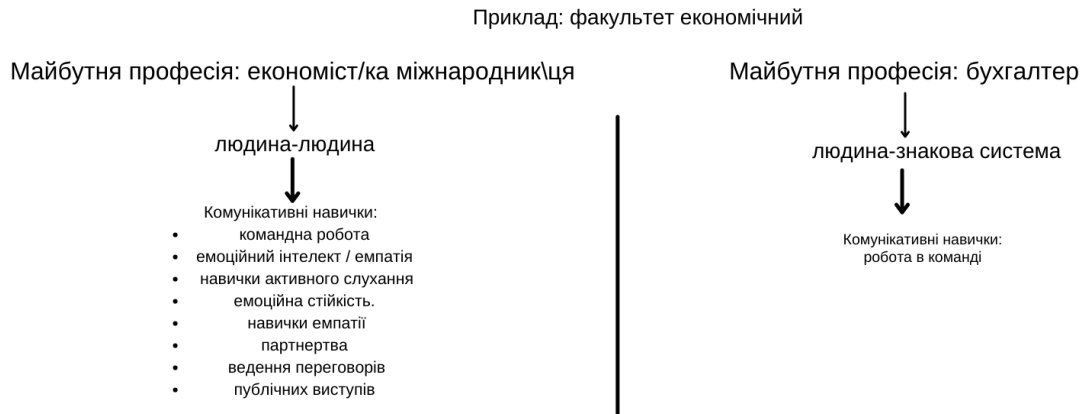 Приклад: факультет економічний
Майбутня професія: економіст/ка міжнародник\ця
людина-людина
Комунікативні навички:
• командна робота
• емоційний інтелект / емпатія
• навички активного слухання
• емоційна стійкість.
• навички емпатії
• партнертва
• ведення переговорів
• публічних виступів
Майбутня професія: бухгалтер
людина-знакова система
Комунікативні навички:
робота в команді